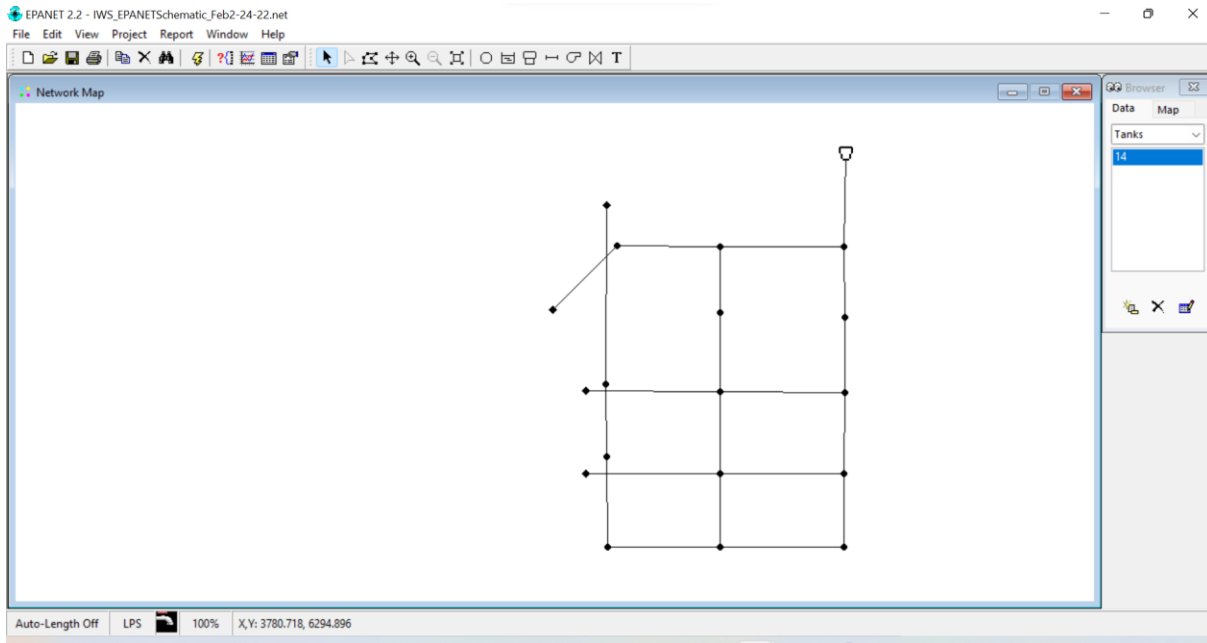 EPANET 2.2 - IWS_EPANETSchematic_Feb2-24-22.net
File Edit View Project Report Window Help
T
Network Map
Browser
Data Map
Tanks
14
Auto-Length Off LPS 100% X,Y: 3780.718, 6294.896